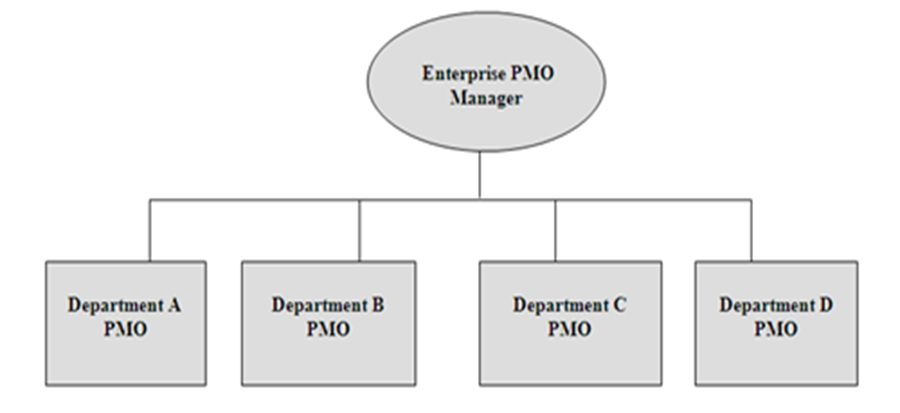 Enterprise PMO
Manager
Department A
PMO
Department B
PMO
Department C
PMO
Department D
PMO